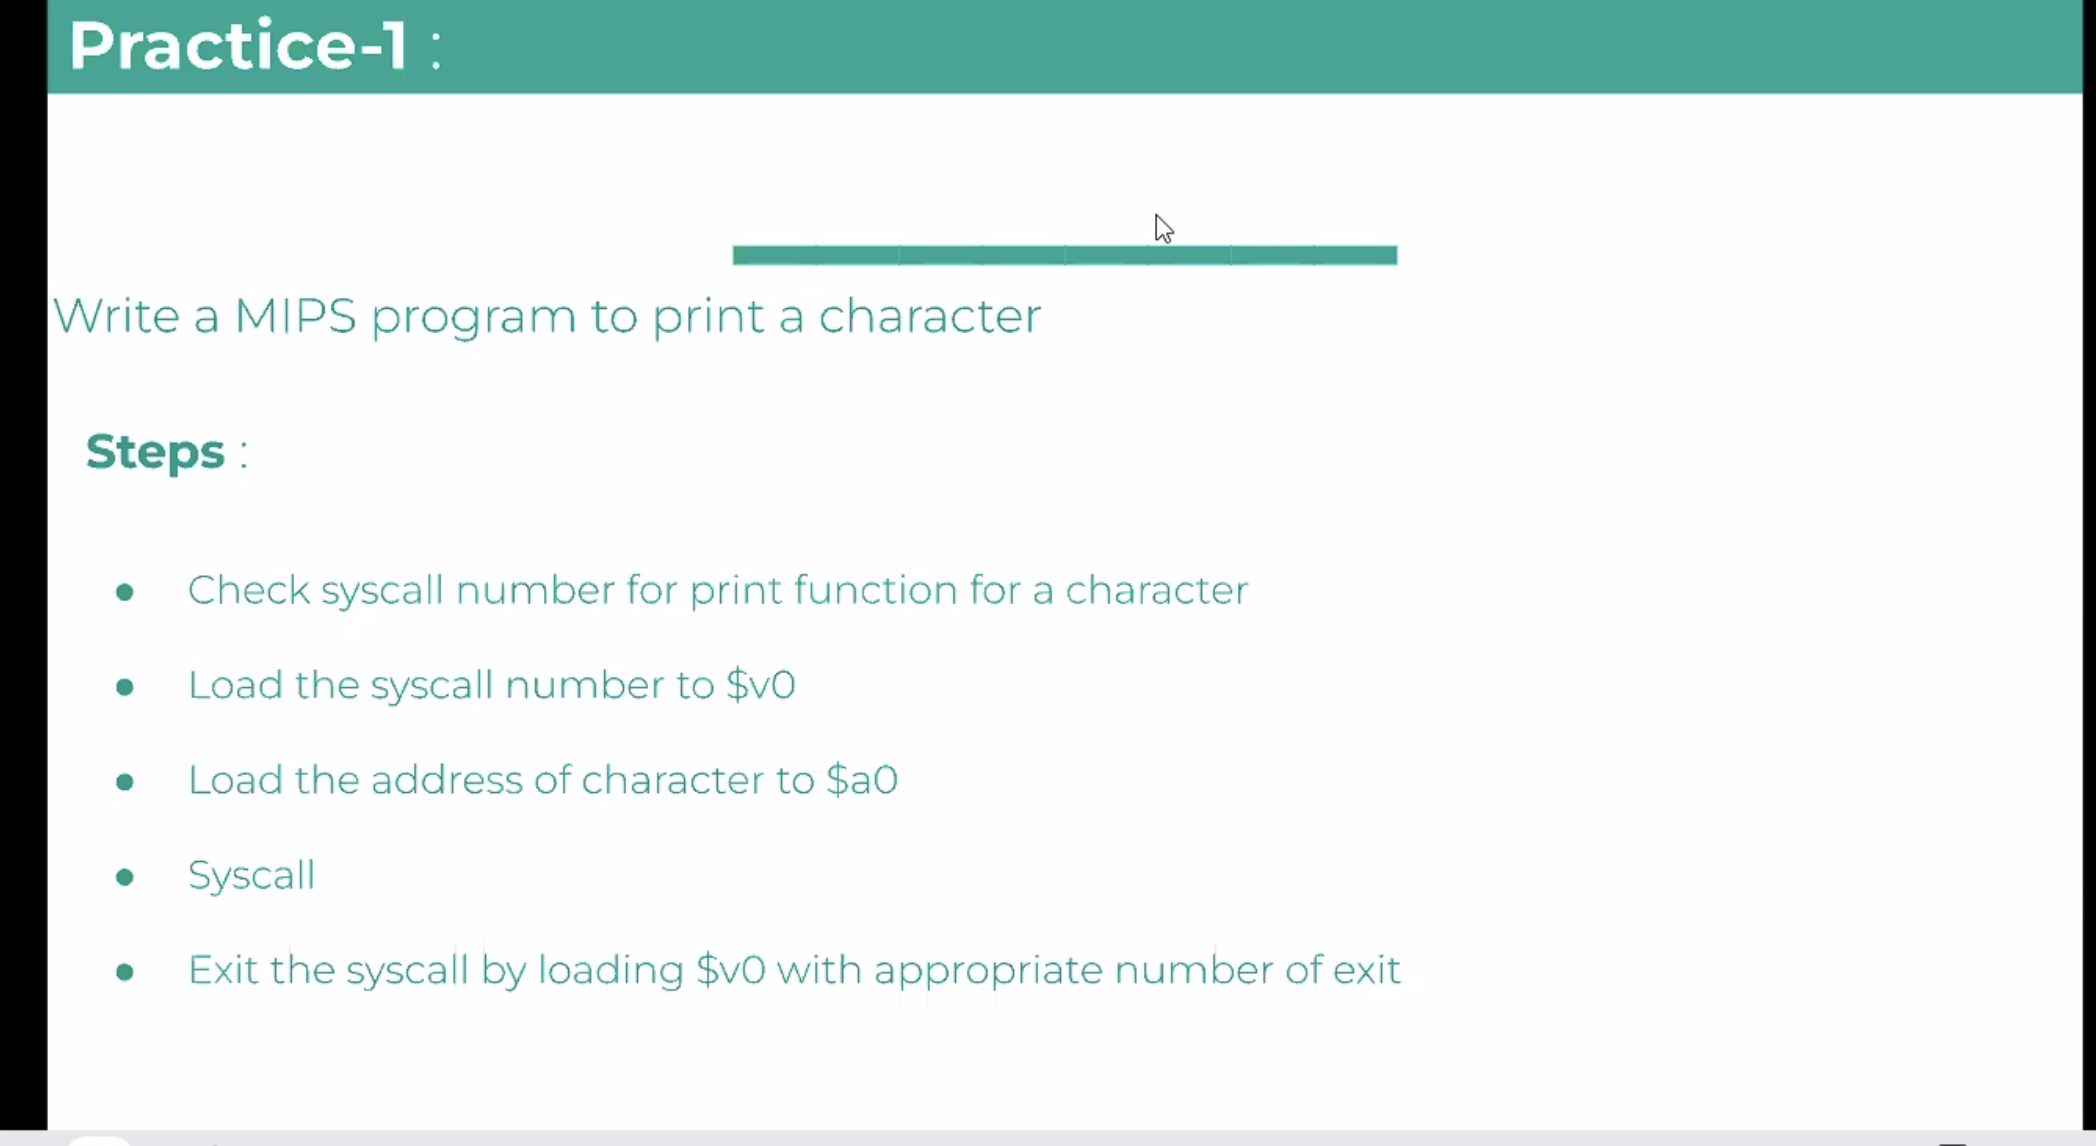 Practice-1 :
Write a MIPS program to print a character
Steps :
● Check syscall number for print function for a character
● Load the syscall number to $v0
● Load the address of character to $a0
● Syscall
● Exit the syscall by loading $v0 with appropriate number of exit